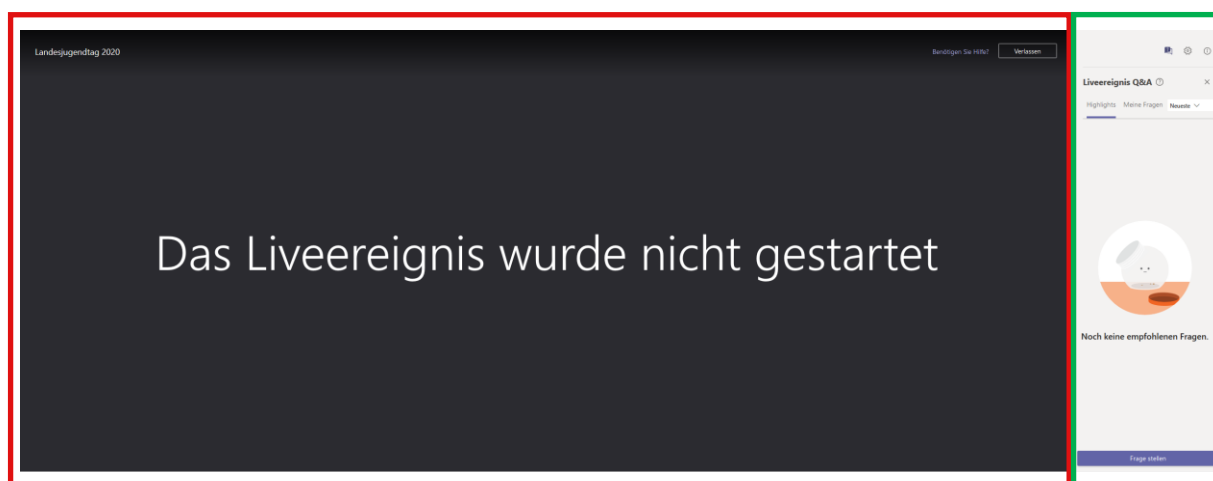 Landesjugendtag 2020
Benötigen Sie Hilfe?
Verlassen
Das Liveereignis wurde nicht gestartet
Liveereignis Q&A
Highlights Meine Fragen Neueste
Noch keine empfohlenen Fragen.
Frage stellen